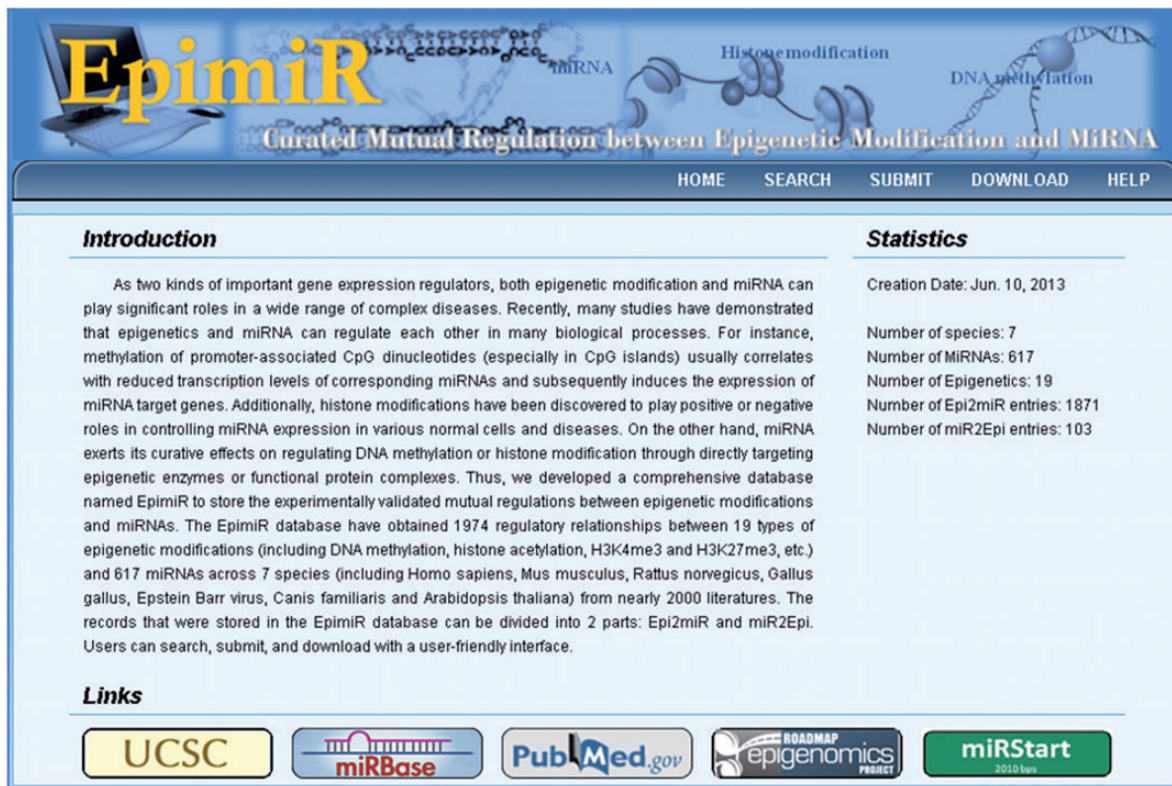 EpimiR
miRNA
Histone modification
DNA methylation
Curated Mutual Regulation between Epigenetic Modification and MiRNA
HOME SEARCH SUBMIT DOWNLOAD HELP
Introduction
As two kinds of important gene expression regulators, both epigenetic modification and miRNA can
play significant roles in a wide range of complex diseases. Recently, many studies have demonstrated
that epigenetics and miRNA can regulate each other in many biological processes. For instance,
methylation of promoter-associated CpG dinucleotides (especially in CpG islands) usually correlates
with reduced transcription levels of corresponding miRNAs and subsequently induces the expression of
miRNA target genes. Additionally, histone modifications have been discovered to play positive or negative
roles in controlling miRNA expression in various normal cells and diseases. On the other hand, miRNA
exerts its curative effects on regulating DNA methylation or histone modification through directly targeting
epigenetic enzymes or functional protein complexes. Thus, we developed a comprehensive database
named EpimiR to store the experimentally validated mutual regulations between epigenetic modifications
and miRNAs. The EpimiR database have obtained 1974 regulatory relationships between 19 types of
epigenetic modifications (including DNA methylation, histone acetylation, H3K4me3 and H3K27me3, etc.)
and 617 miRNAs across 7 species (including Homo sapiens, Mus musculus, Rattus norvegicus, Gallus
gallus, Epstein Barr virus, Canis familiaris and Arabidopsis thaliana) from nearly 2000 literatures. The
records that were stored in the EpimiR database can be divided into 2 parts: Epi2miR and miR2Epi.
Users can search, submit, and download with a user-friendly interface.
Statistics
Creation Date: Jun. 10, 2013
Number of species: 7
Number of MiRNAs: 617
Number of Epigenetics: 19
Number of Epi2miR entries: 1871
Number of miR2Epi entries: 103
Links
UCSC
miRBase
PubMed.gov
ROADMAP
epigenomics
PROJECT
miRStart
2010 bps